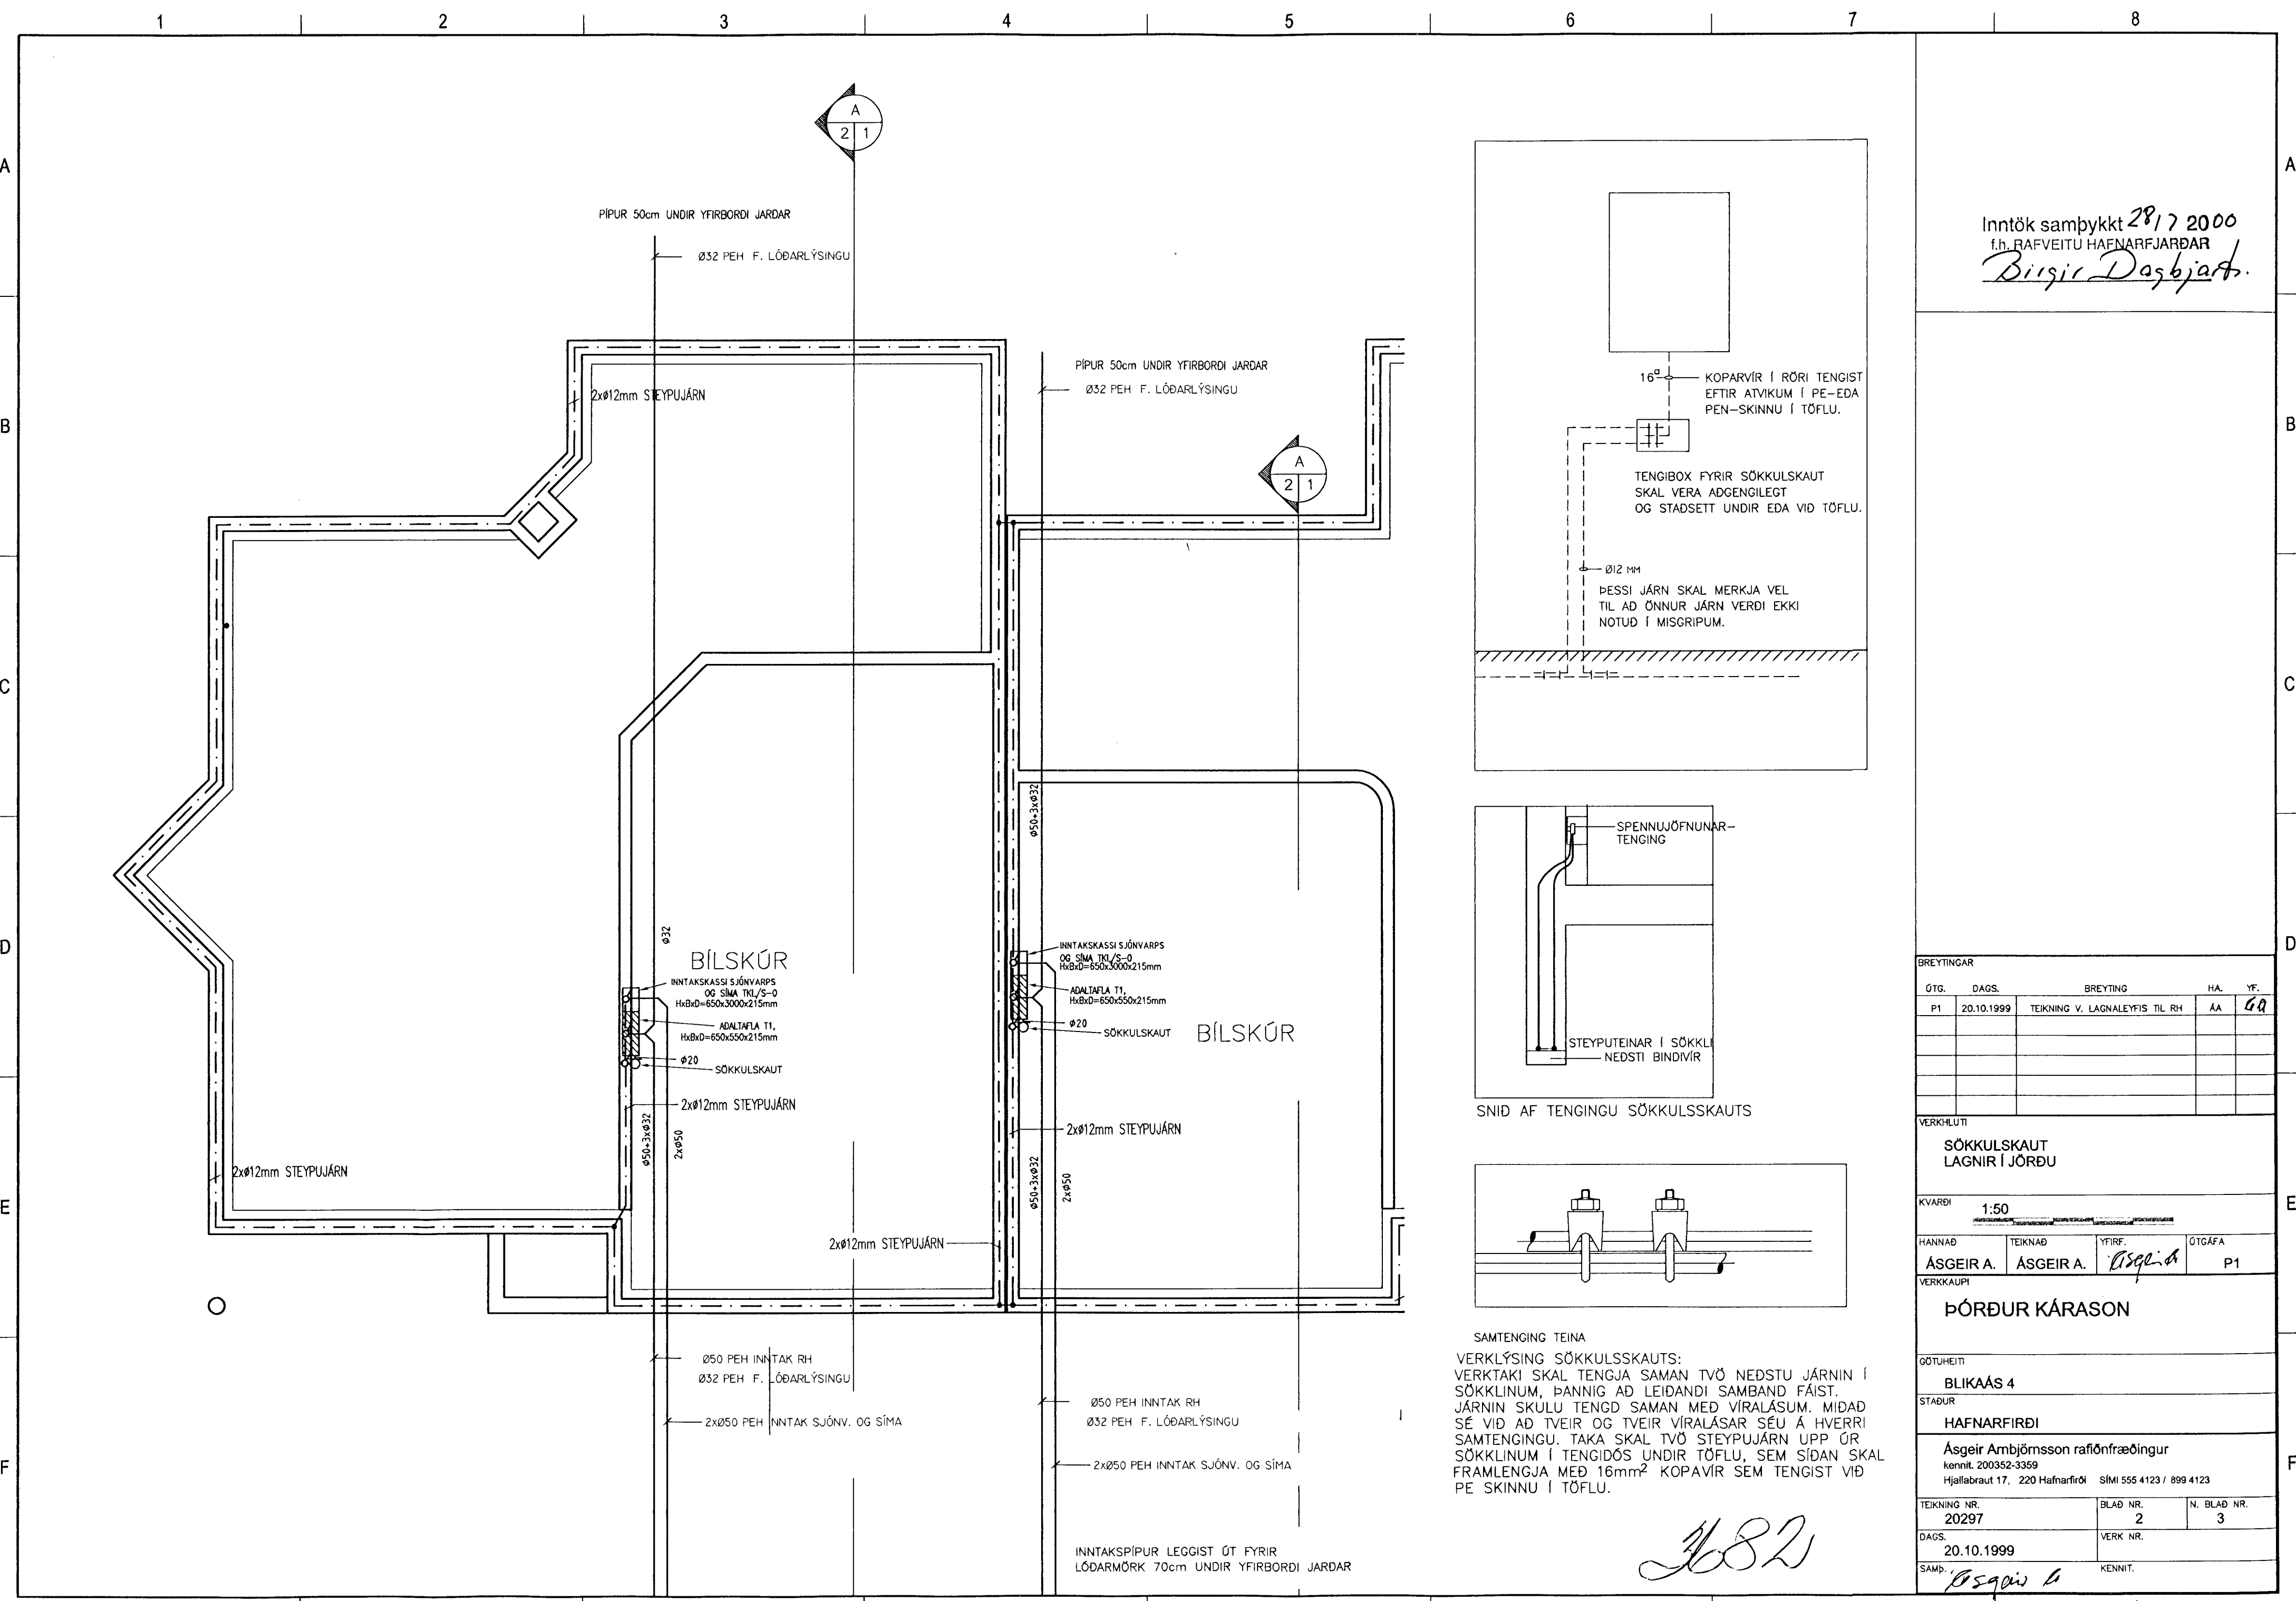 1 2 3 4 5 6 7 8
A
B
C
D
E
F
A
B
C
D
E
F
A
2 1
PÍPUR 50cm UNDIR YFIRBORÐI JARÐAR
Ø32 PEH F. LÓÐARLÝSINGU
2xø12mm STEYPUJÁRN
PÍPUR 50cm UNDIR YFIRBORÐI JARÐAR
Ø32 PEH F. LÓÐARLÝSINGU
A
2 1
ø32
BÍLSKÚR
INNTAKSKASSI SJÓNVARPS
OG SÍMA TKL/S-0
HxBxD=650x3000x215mm
AÐALTAFLA T1,
HxBxD=650x550x215mm
ø20
SÖKKULSKAUT
2xø12mm STEYPUJÁRN
ø50+3xø32
2xø50
2xø12mm STEYPUJÁRN
2xø12mm STEYPUJÁRN
ø50+3xø32
INNTAKSKASSI SJÓNVARPS
OG SÍMA TKL/S-0
HxBxD=650x3000x215mm
AÐALTAFLA T1,
HxBxD=650x550x215mm
ø20
SÖKKULSKAUT
BÍLSKÚR
2xø12mm STEYPUJÁRN
ø50+3xø32
2xø50
Ø50 PEH INNTAK RH
Ø32 PEH F. LÓÐARLÝSINGU
2xØ50 PEH INNTAK SJÓNV. OG SÍMA
Ø50 PEH INNTAK RH
Ø32 PEH F. LÓÐARLÝSINGU
2xØ50 PEH INNTAK SJÓNV. OG SÍMA
INNTAKSPÍPUR LEGGIST ÚT FYRIR
LÓÐARMÖRK 70cm UNDIR YFIRBORÐI JARÐAR
16
KOPARVÍR Í RÖRI TENGIST
EFTIR ATVIKUM Í PE-EÐA
PEN-SKINNU Í TÖFLU.
TENGIBOX FYRIR SÖKKULSKAUT
SKAL VERA AÐGENGILEGT
OG STAÐSETT UNDIR EÐA VIÐ TÖFLU.
Ø12 MM
ÞESSI JÁRN SKAL MERKJA VEL
TIL AÐ ÖNNUR JÁRN VERÐI EKKI
NOTUÐ Í MISGRIPUM.
SPENNUJÖFNUNAR-
TENGING
STEYPUTEINAR Í SÖKKLI
NEÐSTI BINDIVÍR
SNIÐ AF TENGINGU SÖKKULSSKAUTS
SAMTENGING TEINA
VERKLÝSING SÖKKULSSKAUTS:
VERKTAKI SKAL TENGJA SAMAN TVÖ NEÐSTU JÁRNIN Í
SÖKKLINUM, ÞANNIG AÐ LEIÐANDI SAMBAND FÁIST.
JÁRNIN SKULU TENGD SAMAN MEÐ VÍRALÁSUM. MIÐAÐ
SÉ VIÐ AÐ TVEIR OG TVEIR VÍRALÁSAR SÉU Á HVERRI
SAMTENGINGU. TAKA SKAL TVÖ STEYPUJÁRN UPP ÚR
SÖKKLINUM Í TENGIDÓS UNDIR TÖFLU, SEM SÍÐAN SKAL
FRAMLENGJA MEÐ 16mm² KOPAVÍR SEM TENGIST VIÐ
PE SKINNU Í TÖFLU.
Inntök samþykkt 28/7 2000
f.h. RAFVEITU HAFNARFJARÐAR
Birgir Dagbjart.
BREYTINGAR
ÚTG. DAGS. BREYTING HA. YF.
P1 20.10.1999 TEIKNING V. LAGNALEYFIS TIL RH ÁA
VERKHLUTI
SÖKKULSKAUT
LAGNIR Í JÖRÐU
KVARÐI
1:50
HANNAÐ TEIKNAÐ YFIRF. ÚTGÁFA
ÁSGEIR A. ÁSGEIR A. Ásgeir A P1
VERKKAUPI
ÞÓRÐUR KÁRASON
GÖTUHEITI
BLIKAÁS 4
STAÐUR
HAFNARFIRÐI
Ásgeir Arnbjörnsson rafiðnfræðingur
kennit. 200352-3359
Hjallabraut 17, 220 Hafnarfirði SÍMI 555 4123 / 899 4123
TEIKNING NR. BLAÐ NR. N. BLAÐ NR.
20297 2 3
DAGS. VERK NR.
20.10.1999
SAMÞ. Ásgeir A KENNIT.